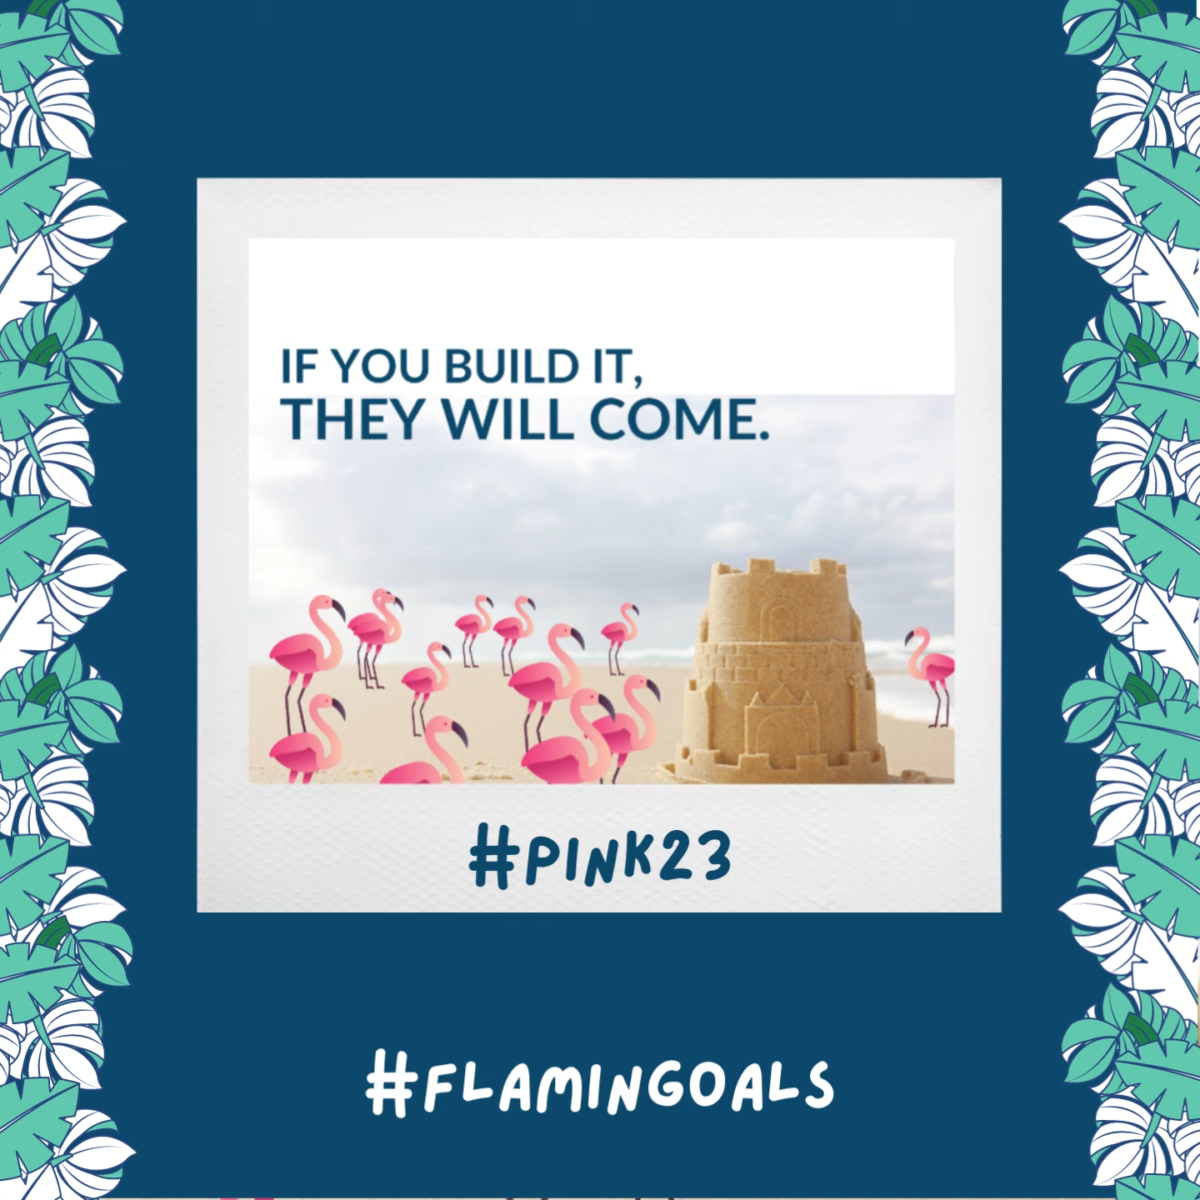 IF YOU BUILD IT,
THEY WILL COME.
#PINK23
#FLAMINGOALS